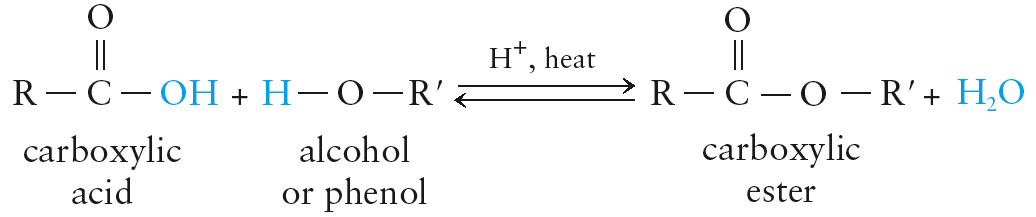 O O
|| ||
R — C — OH + H — O — R′ H⁺, heat R — C — O — R′ + H₂O
carboxylic alcohol carboxylic
acid or phenol ester